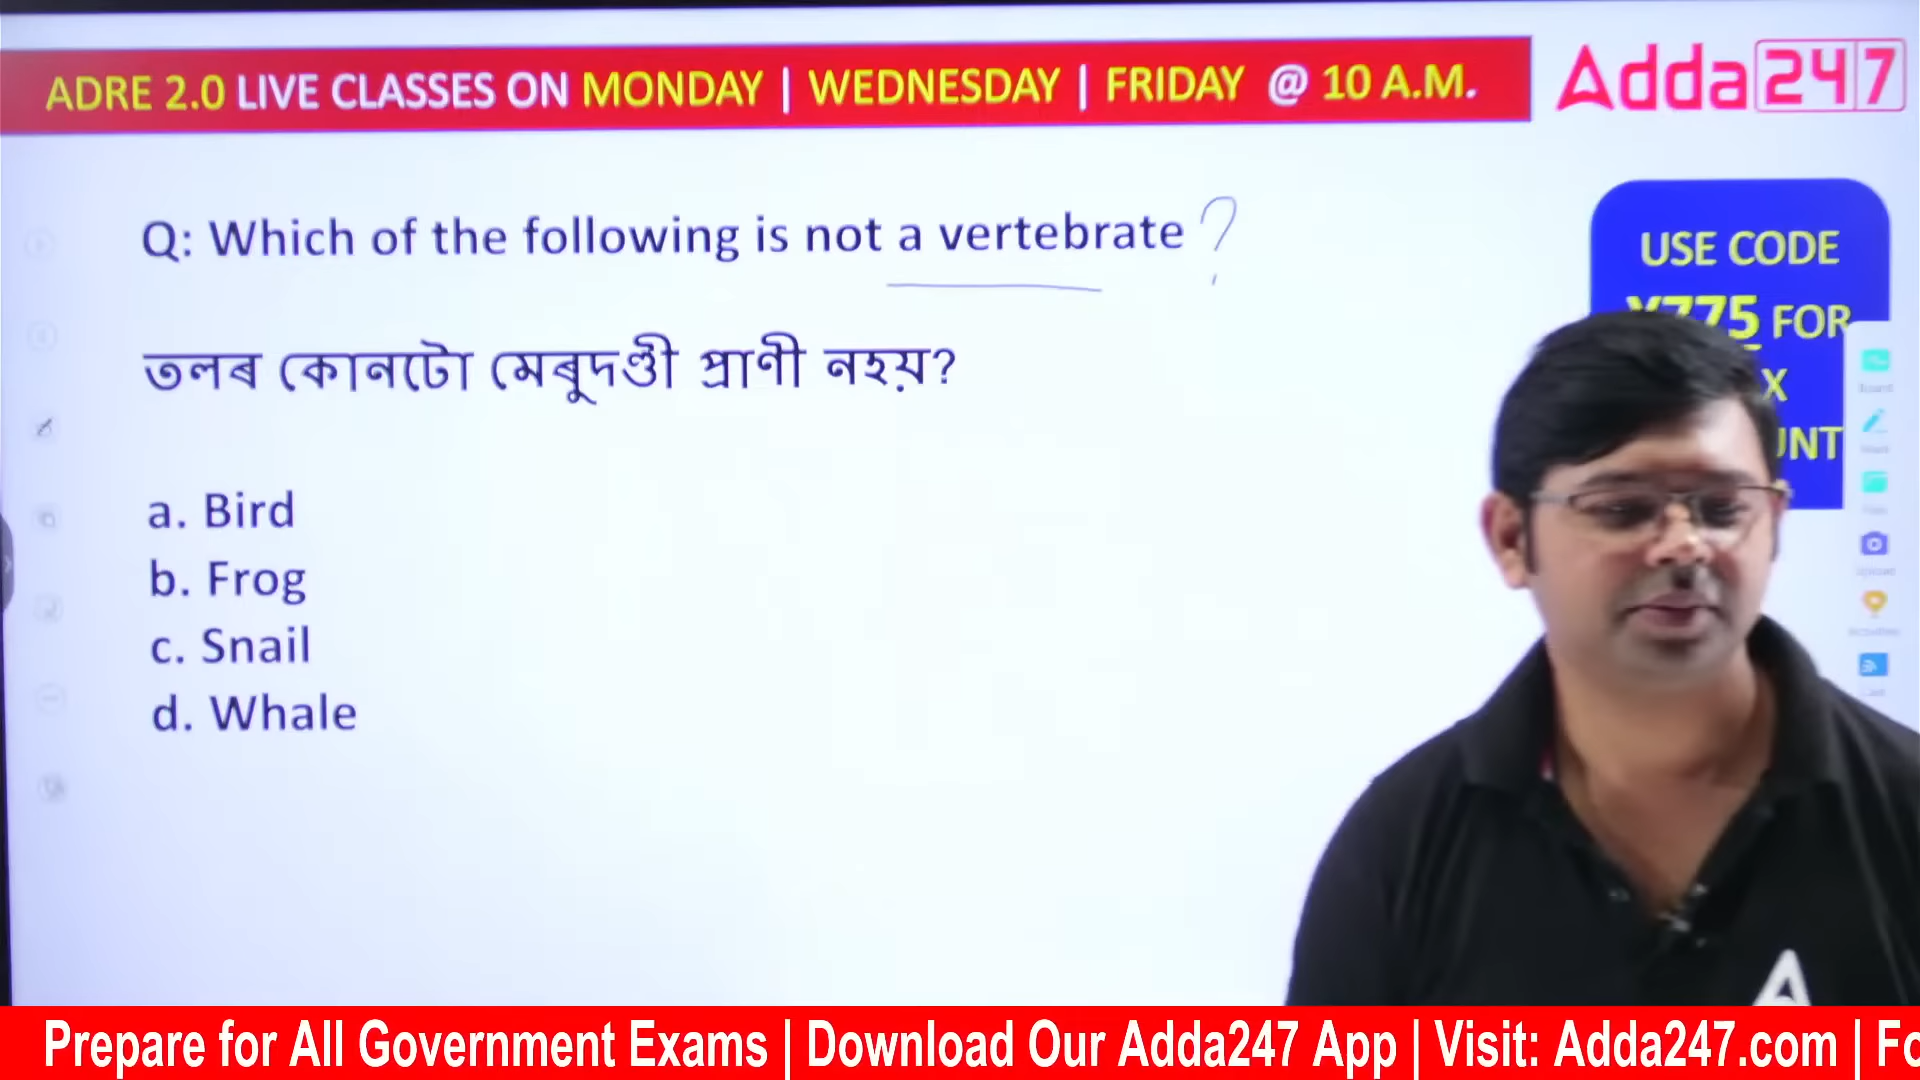 ADRE 2.0 LIVE CLASSES ON MONDAY | WEDNESDAY | FRIDAY @ 10 A.M.
Adda247
Q: Which of the following is not a vertebrate ?
তলৰ কোনটো মেৰুদণ্ডী প্ৰাণী নহয়?
a. Bird
b. Frog
c. Snail
d. Whale
USE CODE
Y775 FOR
Prepare for All Government Exams | Download Our Adda247 App | Visit: Adda247.com |